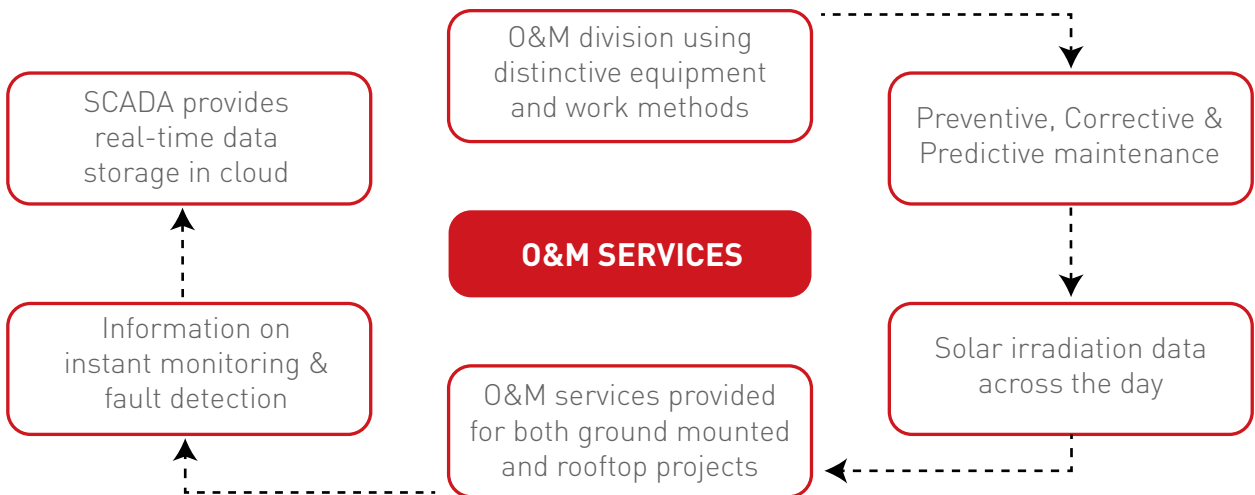 O&M division using
distinctive equipment
and work methods
Preventive, Corrective &
Predictive maintenance
Solar irradiation data
across the day
O&M services provided
for both ground mounted
and rooftop projects
Information on
instant monitoring &
fault detection
SCADA provides
real-time data
storage in cloud
O&M SERVICES